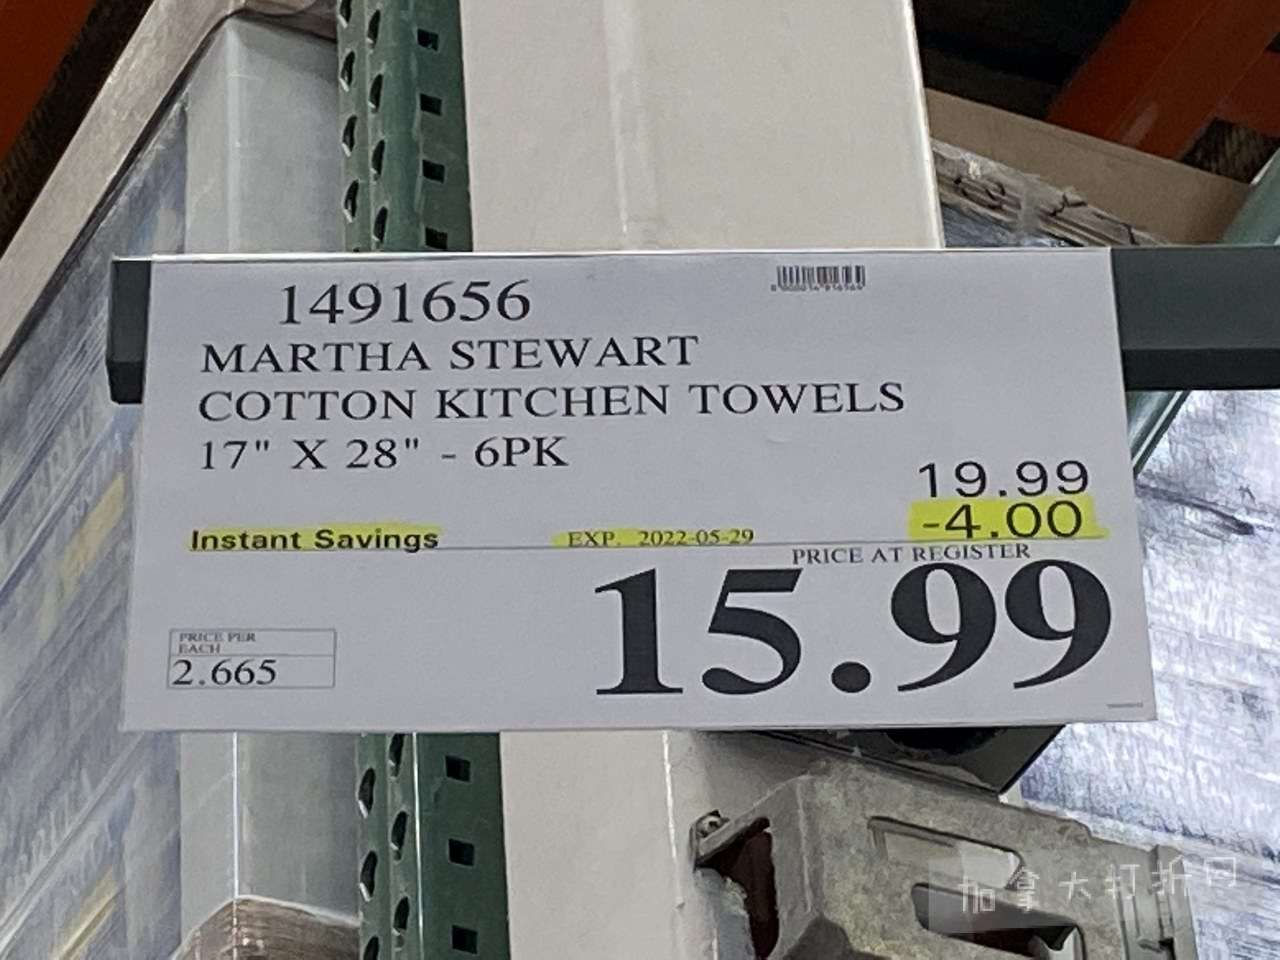 1491656
MARTHA STEWART
COTTON KITCHEN TOWELS
17" X 28" - 6PK
19.99
-4.00
Instant Savings
EXP. 2022-05-29
PRICE AT REGISTER
15.99
PRICE PER
EACH
2.665
加拿大打折网